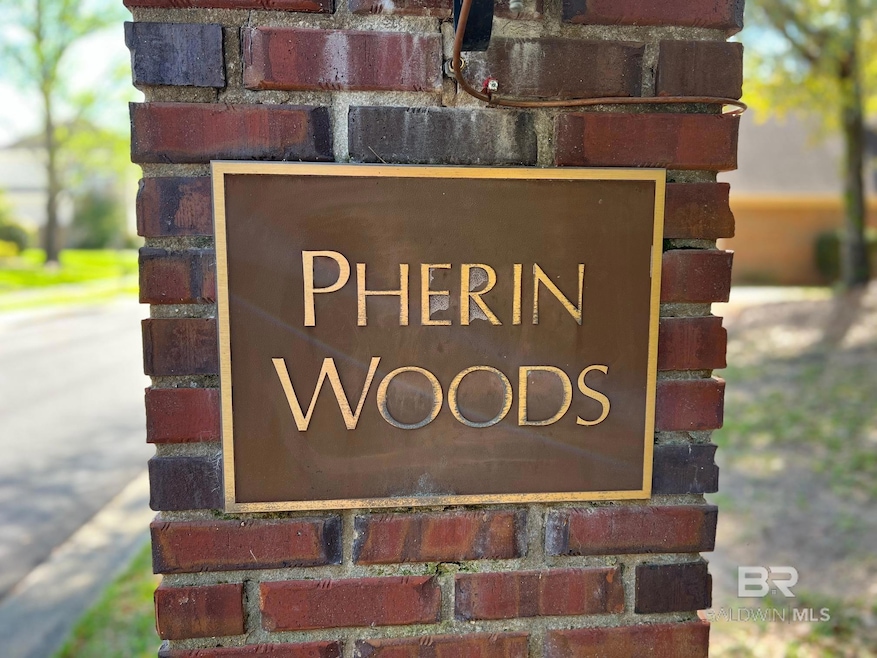 PHERIN
WOODS
BR
BALDWIN MLS